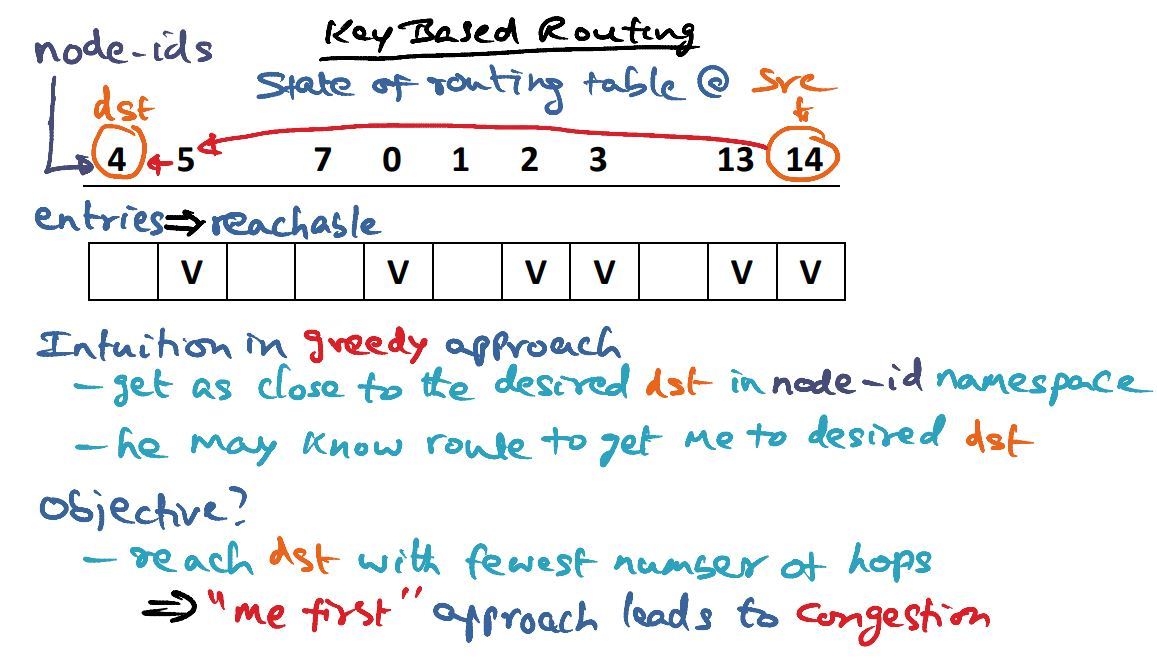 Key Based Routing
node-ids
State of routing table @ src
dst
4 5 7 0 1 2 3 13 14
entries ⇒ reachable
V V V V V V
Intuition in greedy approach
– get as close to the desired dst in node-id namespace
– he may know route to get me to desired dst
Objective?
– reach dst with fewest number of hops
⇒ "me first" approach leads to congestion